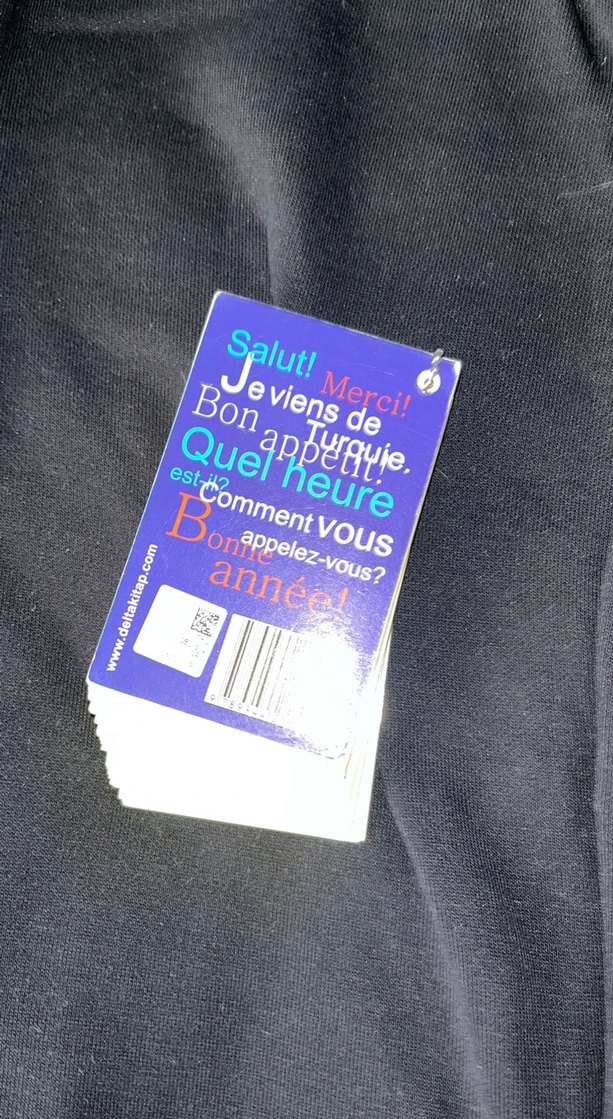 Salut!
Merci!
Je viens de
Turquie.
Bon appétit!
Quel heure
est-il?
Comment vous
appelez-vous?
Bonne
année!
www.deltakitap.com